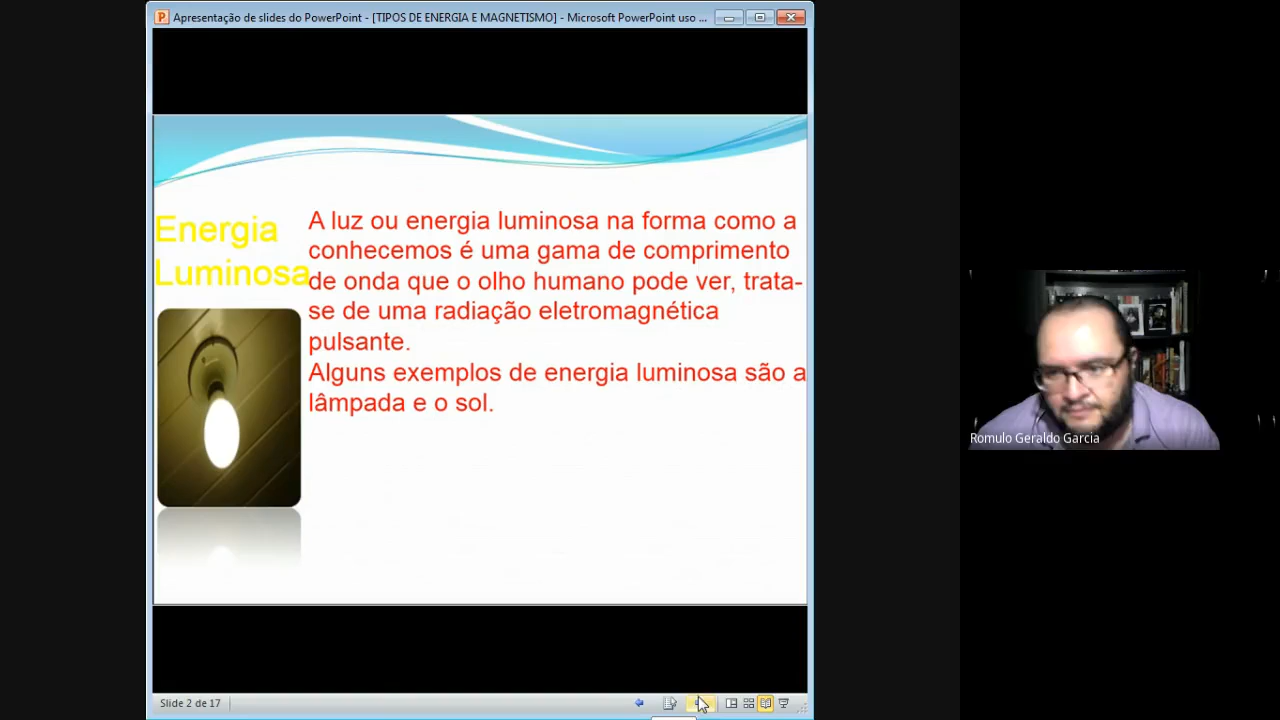 Apresentação de slides do PowerPoint - [TIPOS DE ENERGIA E MAGNETISMO] - Microsoft PowerPoint uso ...
Energia
Luminosa
A luz ou energia luminosa na forma como a
conhecemos é uma gama de comprimento
de onda que o olho humano pode ver, trata-
se de uma radiação eletromagnética
pulsante.
Alguns exemplos de energia luminosa são a
lâmpada e o sol.
Romulo Geraldo Garcia
Slide 2 de 17